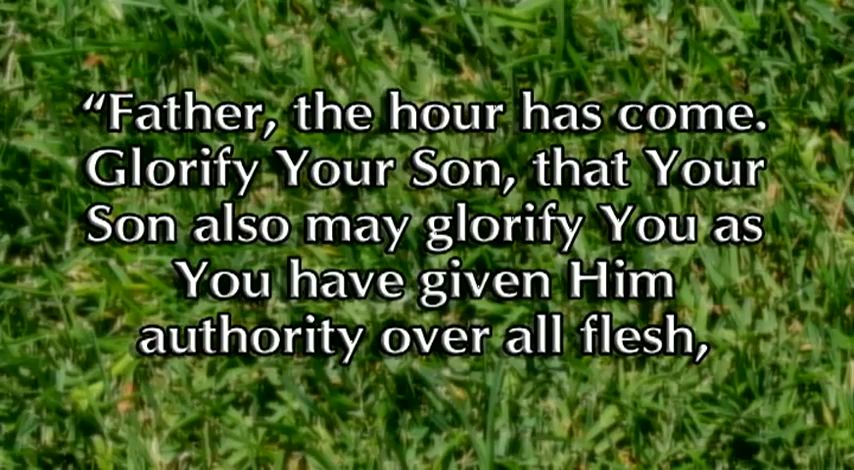 “Father, the hour has come.
Glorify Your Son, that Your
Son also may glorify You as
You have given Him
authority over all flesh,